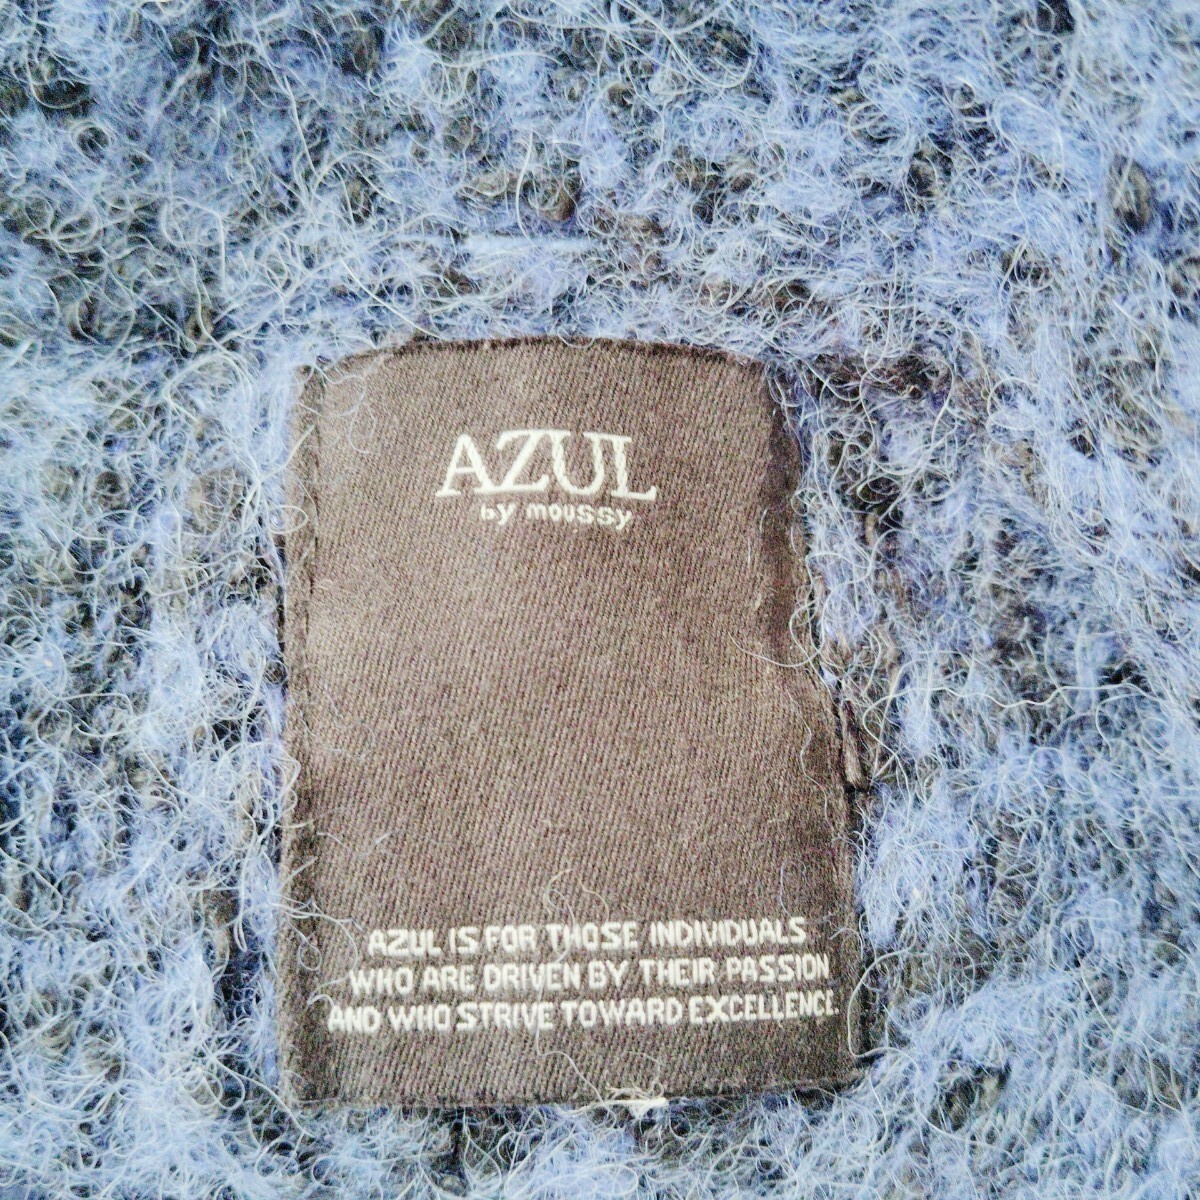 AZUL
by moussy
AZUL IS FOR THOSE INDIVIDUALS
WHO ARE DRIVEN BY THEIR PASSION
AND WHO STRIVE TOWARD EXCELLENCE.